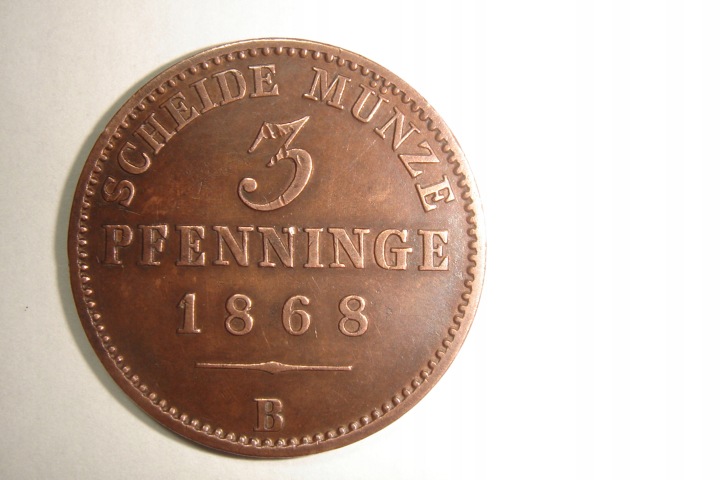 SCHEIDE MÜNZE
3
PFENNINGE
1868
B